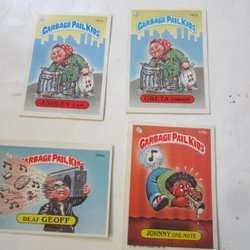 GARBAGE PAIL KIDS
ASHLEY CAN
GARBAGE PAIL KIDS
GRETA GARBAGE
GARBAGE PAIL KIDS
DEAF GEOFF
GARBAGE PAIL KIDS
JOHNNY ONE-NOTE